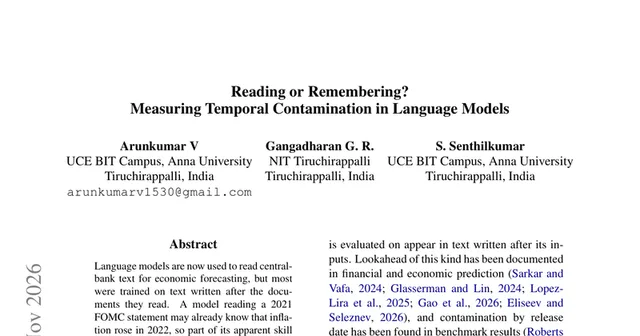 Reading or Remembering?
Measuring Temporal Contamination in Language Models
Arunkumar V
UCE BIT Campus, Anna University
Tiruchirappalli, India
arunkumarv1530@gmail.com
Gangadharan G. R.
NIT Tiruchirappalli
Tiruchirappalli, India
S. Senthilkumar
UCE BIT Campus, Anna University
Tiruchirappalli, India
Nov 2026
Abstract
Language models are now used to read central-
bank text for economic forecasting, but most
were trained on text written after the docu-
ments they read. A model reading a 2021
FOMC statement may already know that infla-
tion rose in 2022, so part of its apparent skill
is evaluated on appear in text written after its in-
puts. Lookahead of this kind has been documented
in financial and economic prediction (Sarkar and
Vafa, 2024; Glasserman and Lin, 2024; Lopez-
Lira et al., 2025; Gao et al., 2026; Eliseev and
Seleznev, 2026), and contamination by release
date has been found in benchmark results (Roberts